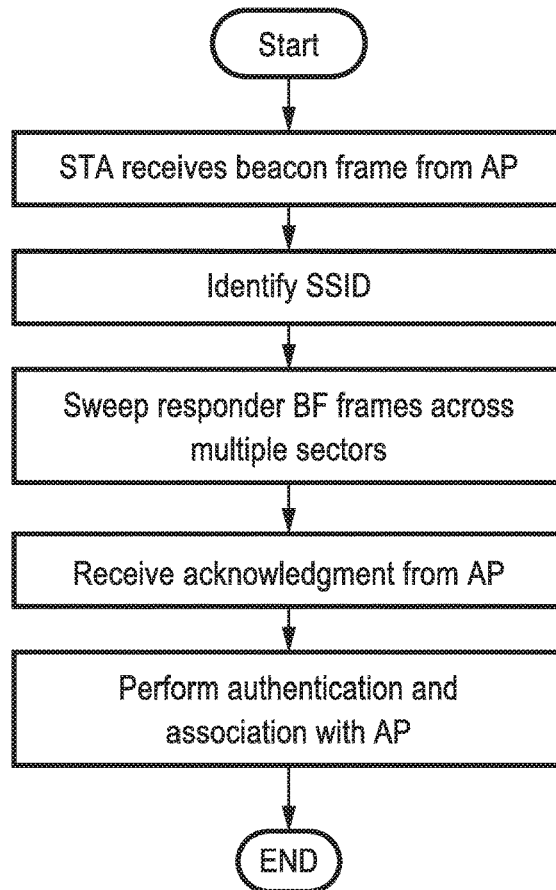 Start
STA receives beacon frame from AP
Identify SSID
Sweep responder BF frames across
multiple sectors
Receive acknowledgment from AP
Perform authentication and
association with AP
END